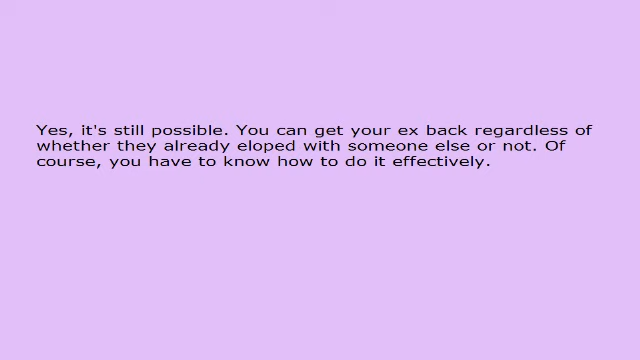 Yes, it's still possible. You can get your ex back regardless of
whether they already eloped with someone else or not. Of
course, you have to know how to do it effectively.